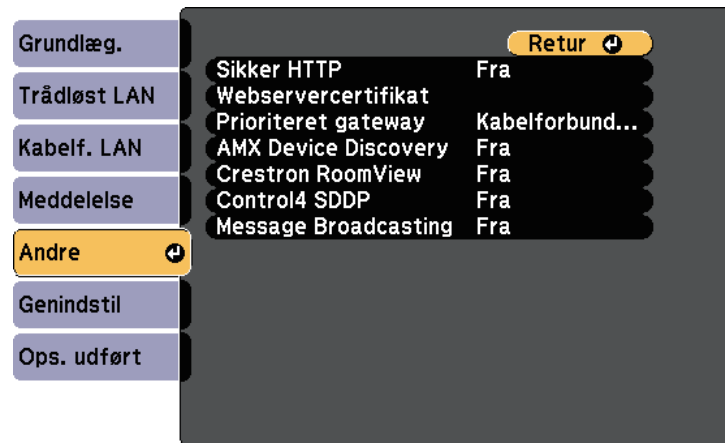 Grundlæg.
Trådløst LAN
Kabelf. LAN
Meddelelse
Andre
Genindstil
Ops. udført
Retur
Sikker HTTP Fra
Webservercertifikat
Prioriteret gateway Kabelforbund...
AMX Device Discovery Fra
Crestron RoomView Fra
Control4 SDDP Fra
Message Broadcasting Fra